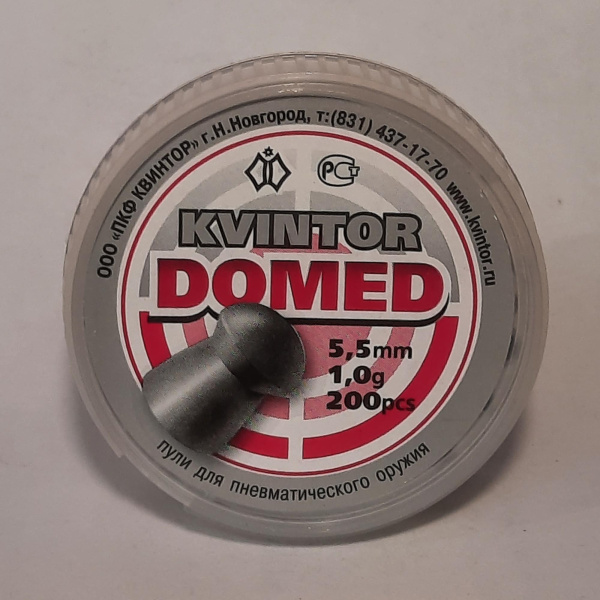 ООО «ПКФ КВИНТОР» г.Н.Новгород, т:(831) 437-17-70 www.kvintor.ru
РСТ
KVINTOR
DOMED
5,5mm
1,0g
200pcs
пули для пневматического оружия